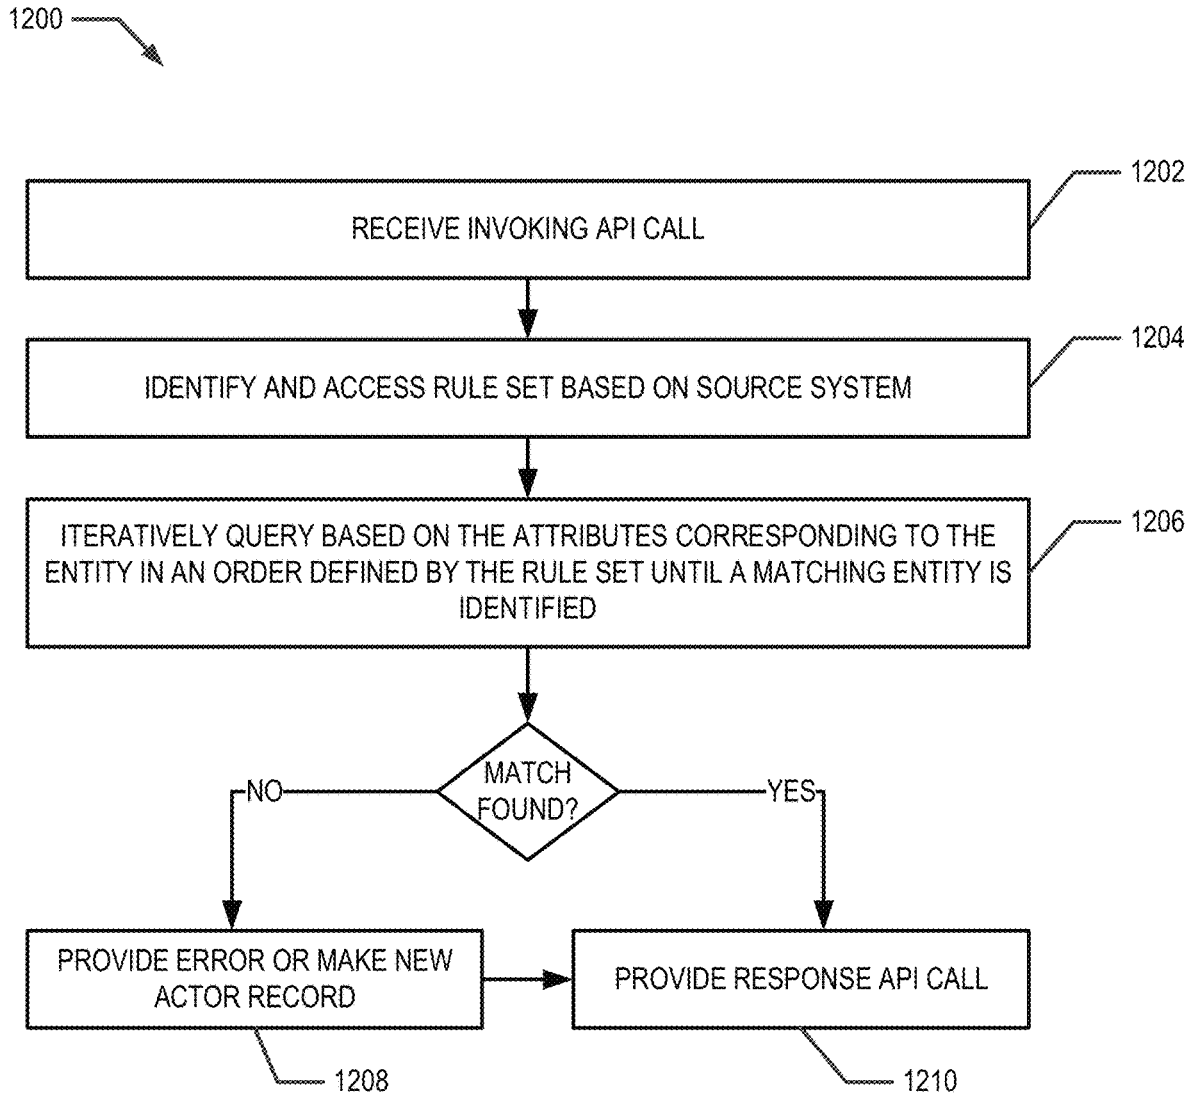 1200
1202
RECEIVE INVOKING API CALL
1204
IDENTIFY AND ACCESS RULE SET BASED ON SOURCE SYSTEM
1206
ITERATIVELY QUERY BASED ON THE ATTRIBUTES CORRESPONDING TO THE
ENTITY IN AN ORDER DEFINED BY THE RULE SET UNTIL A MATCHING ENTITY IS
IDENTIFIED
MATCH
FOUND?
NO
YES
PROVIDE ERROR OR MAKE NEW
ACTOR RECORD
PROVIDE RESPONSE API CALL
1208
1210